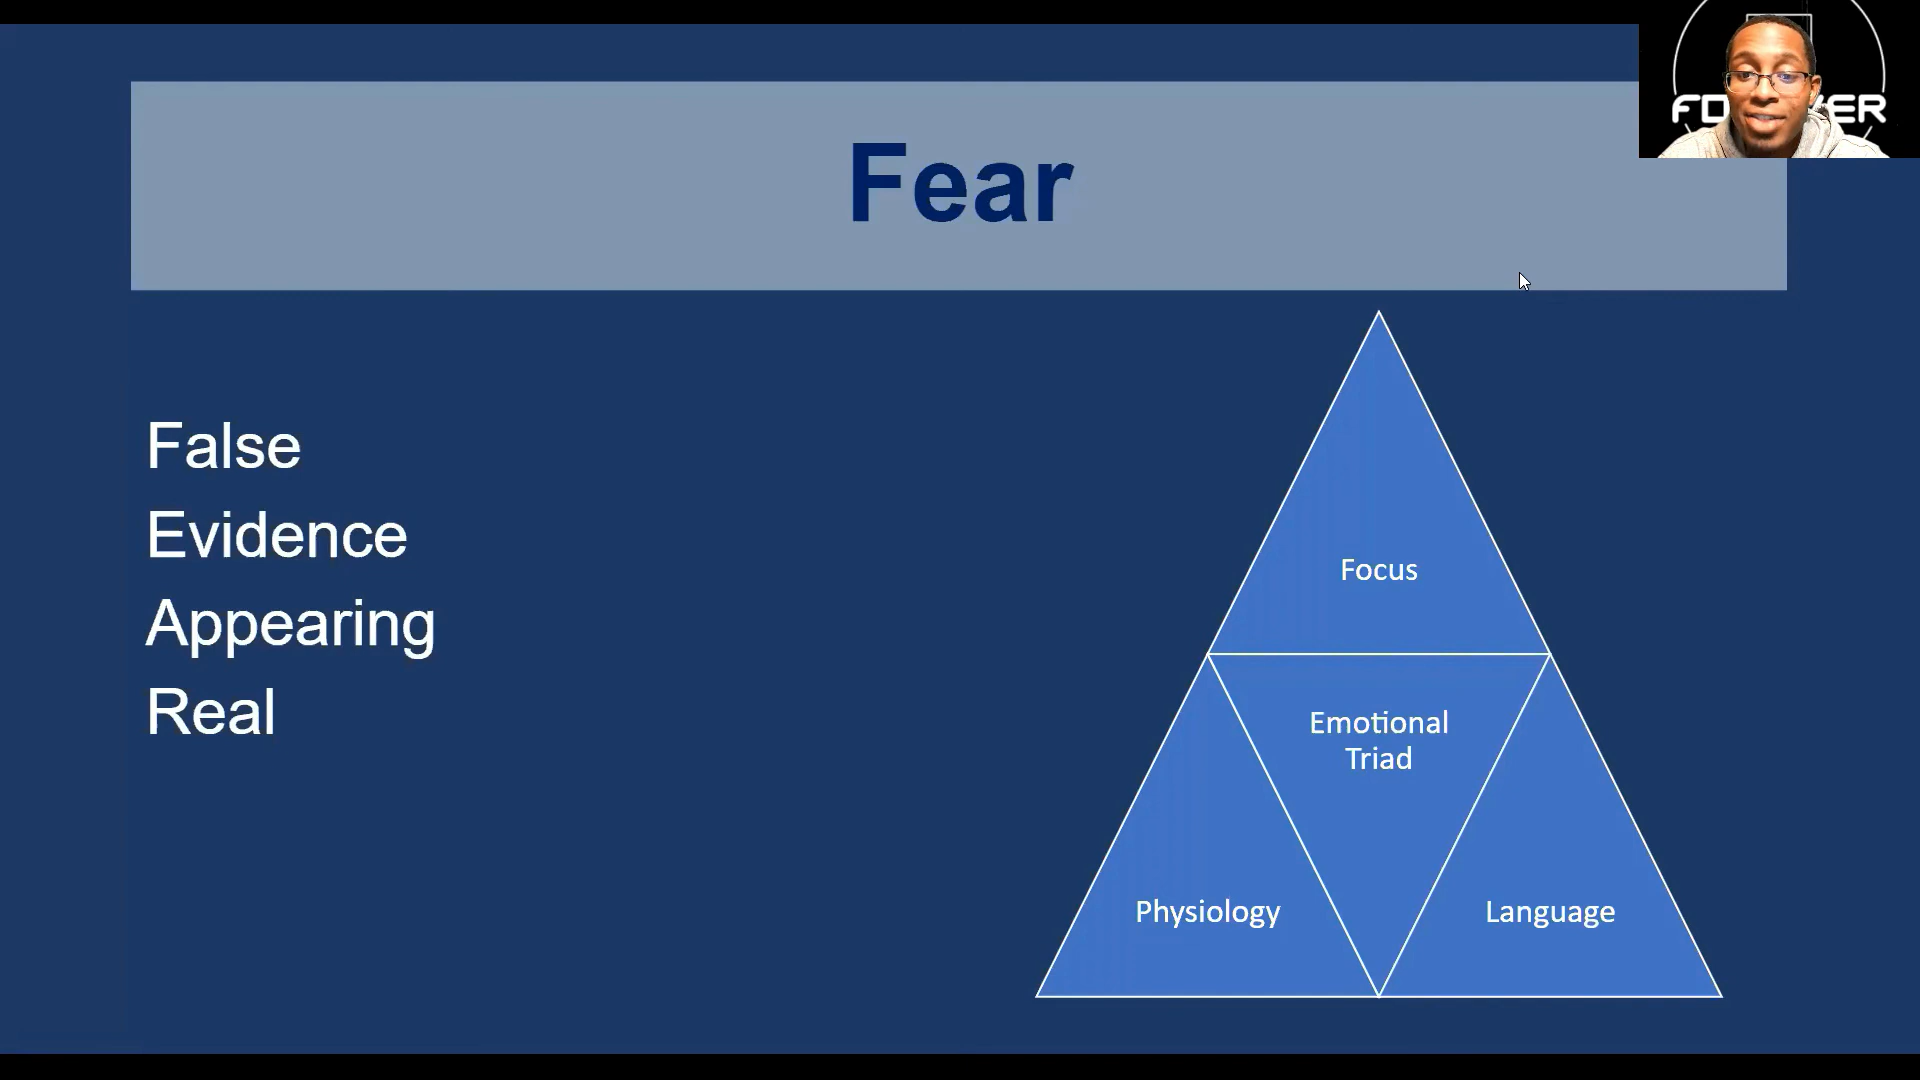 Fear
False
Evidence
Appearing
Real
Focus
Emotional
Triad
Physiology
Language